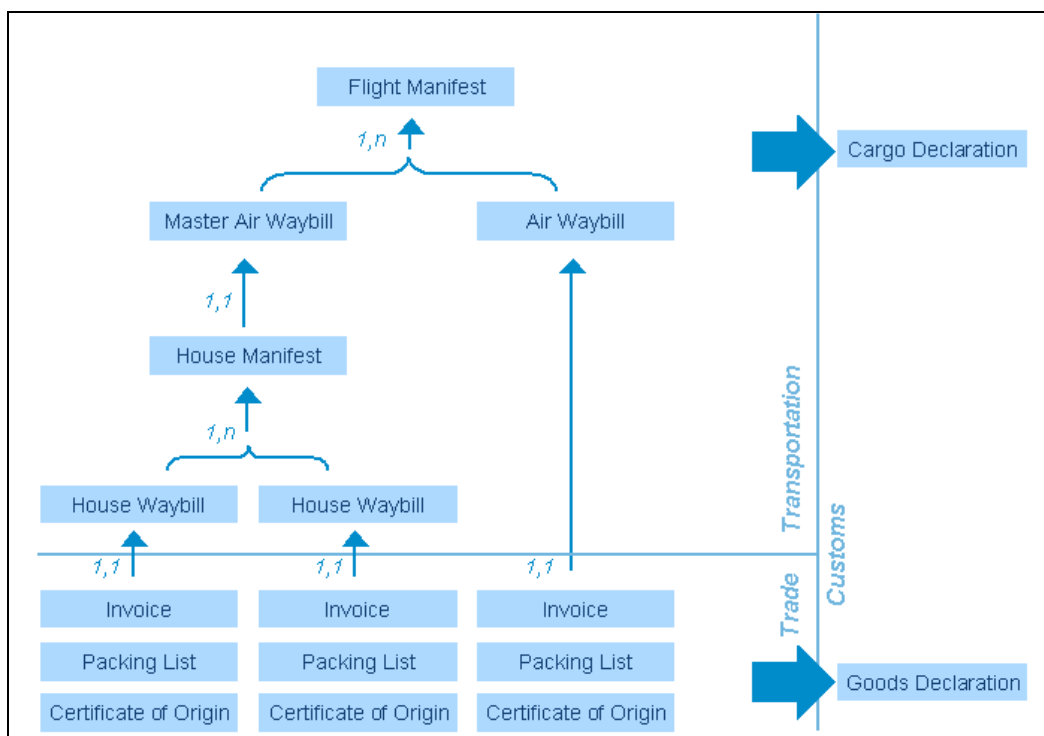 Flight Manifest
1,n
Cargo Declaration
Master Air Waybill
Air Waybill
1,1
House Manifest
1,n
Transportation
House Waybill
House Waybill
Customs
1,1
1,1
1,1
Trade
Invoice
Invoice
Invoice
Packing List
Packing List
Packing List
Goods Declaration
Certificate of Origin
Certificate of Origin
Certificate of Origin